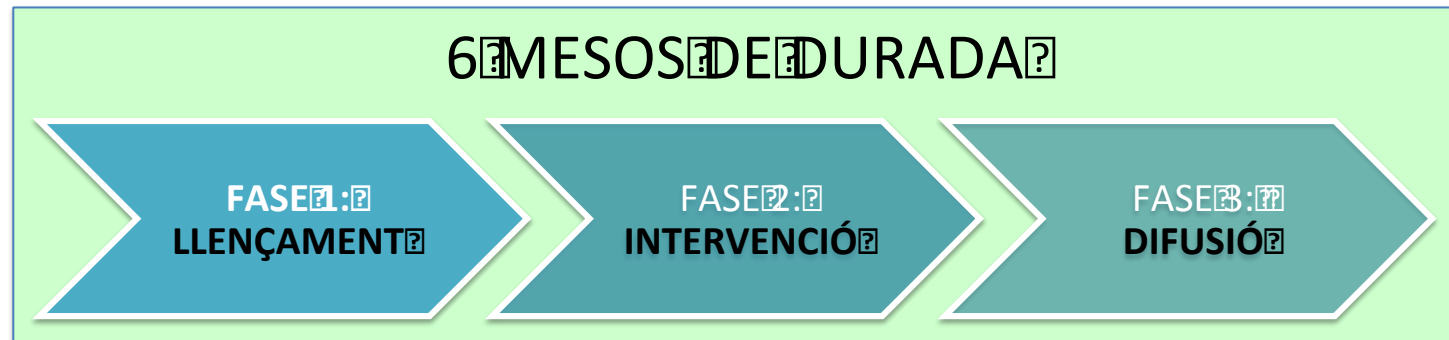 6 MESOS DE DURADA
FASE 1:
LLENÇAMENT
FASE 2:
INTERVENCIÓ
FASE 3:
DIFUSIÓ